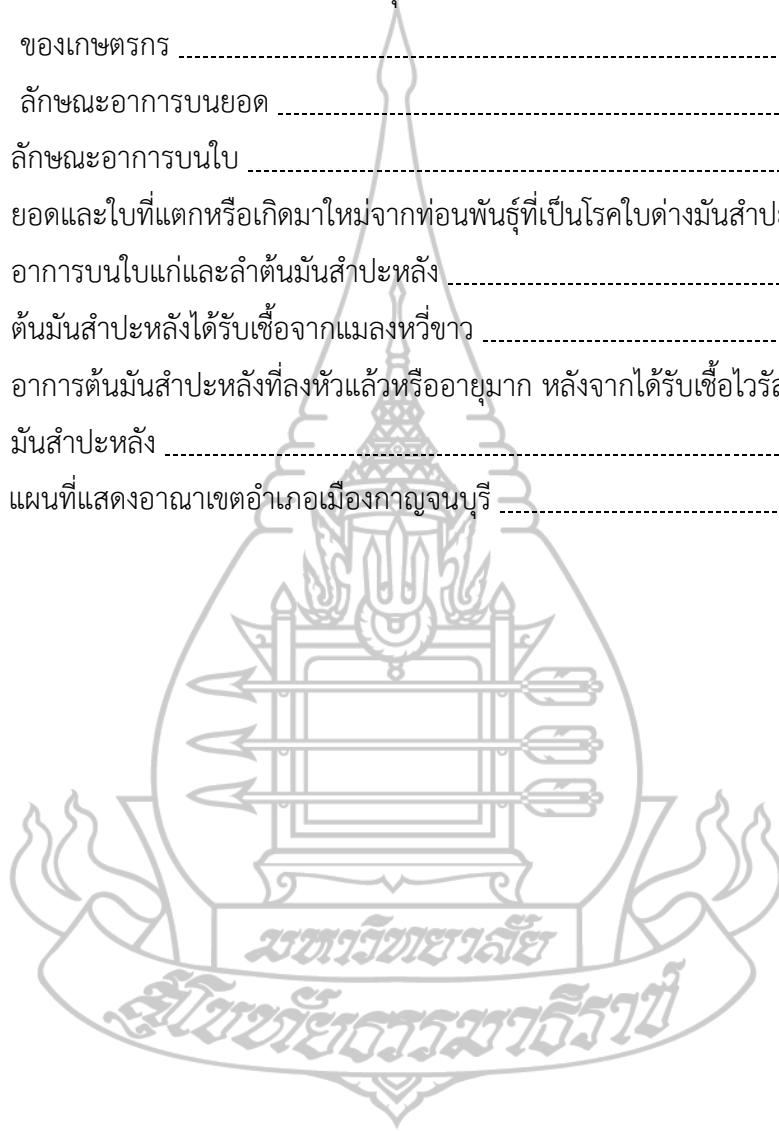 ของเกษตรกร
ลักษณะอาการบนยอด
ลักษณะอาการบนใบ
ยอดและใบที่แตกหรือเกิดมาใหม่จากท่อนพันธุ์ที่เป็นโรคใบด่างมันสำปะ
อาการบนใบแก่และลำต้นมันสำปะหลัง
ต้นมันสำปะหลังได้รับเชื้อจากแมลงหวี่ขาว
อาการต้นมันสำปะหลังที่ลงหัวแล้วหรืออายุมาก หลังจากได้รับเชื้อไวรัส
มันสำปะหลัง
แผนที่แสดงอาณาเขตอำเภอเมืองกาญจนบุรี
มหาวิทยาลัย
สุโขทัยธรรมาธิราช